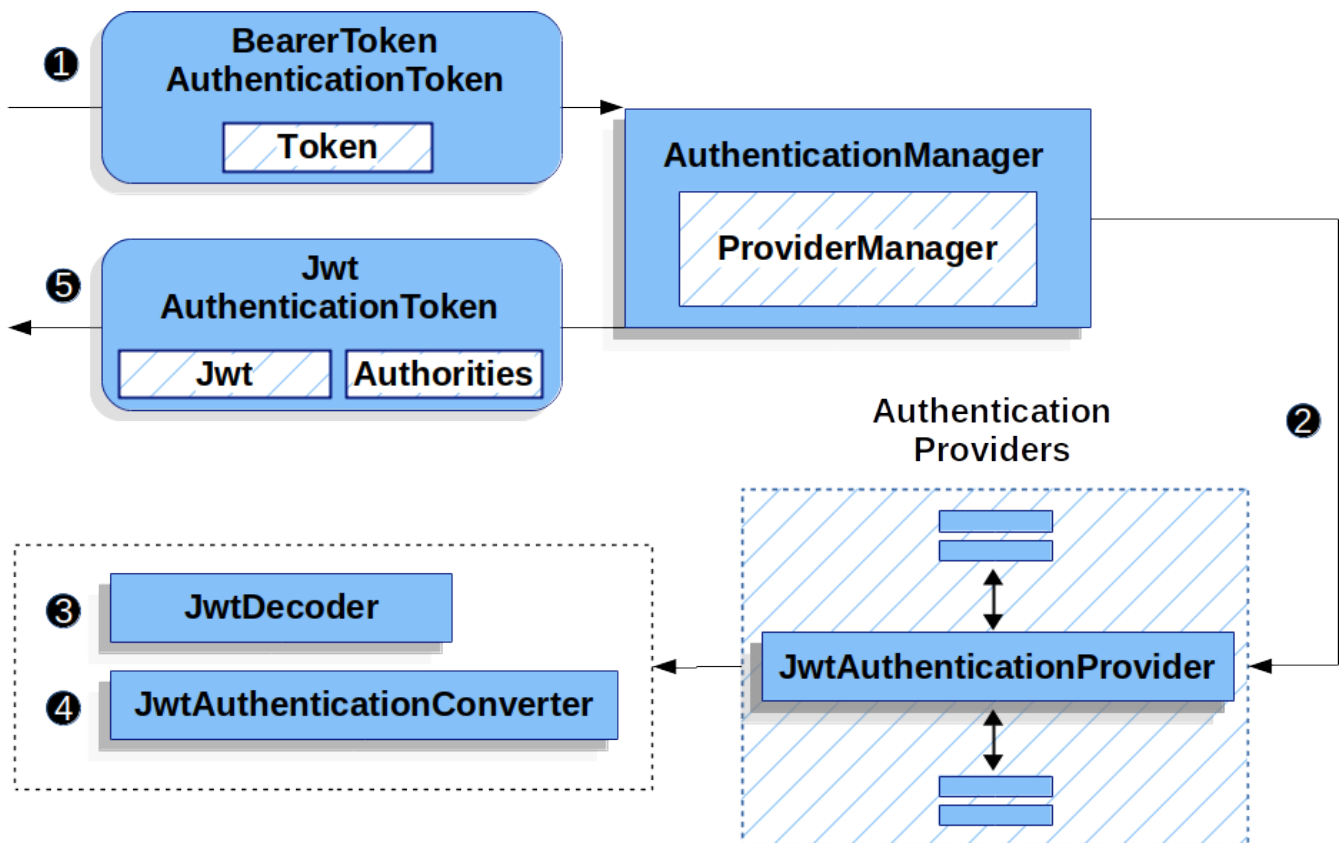 ❶
BearerToken
AuthenticationToken
Token
AuthenticationManager
ProviderManager
❺
Jwt
AuthenticationToken
Jwt
Authorities
Authentication
Providers
❷
❸
JwtDecoder
❹
JwtAuthenticationConverter
JwtAuthenticationProvider